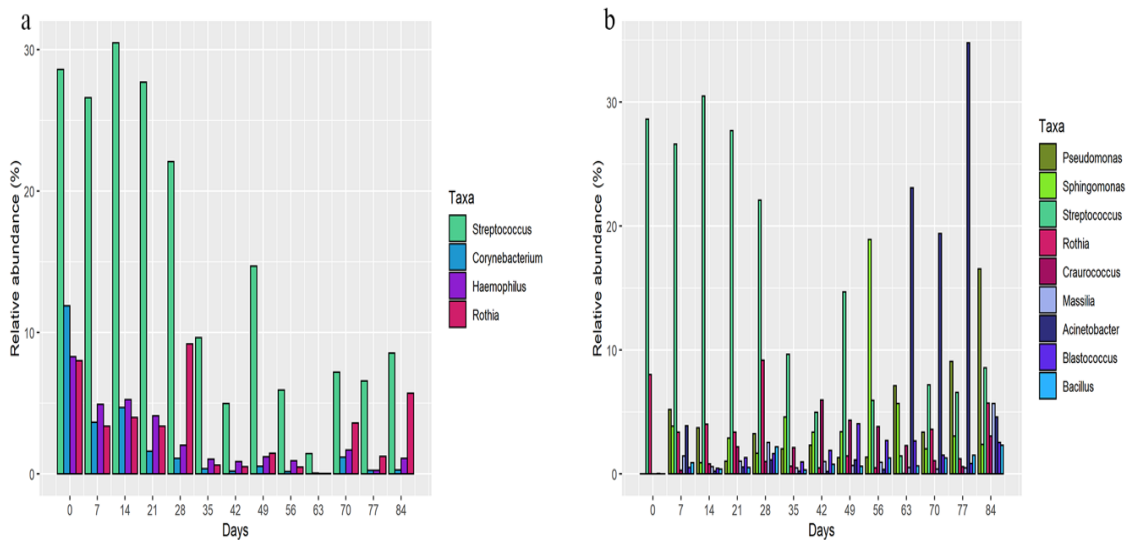 a
Relative abundance (%)
30
20
10
0
0 7 14 21 28 35 42 49 56 63 70 77 84
Days
Taxa
Streptococcus
Corynebacterium
Haemophilus
Rothia
b
Relative abundance (%)
30
20
10
0
0 7 14 21 28 35 42 49 56 63 70 77 84
Days
Taxa
Pseudomonas
Sphingomonas
Streptococcus
Rothia
Craurococcus
Massilia
Acinetobacter
Blastococcus
Bacillus